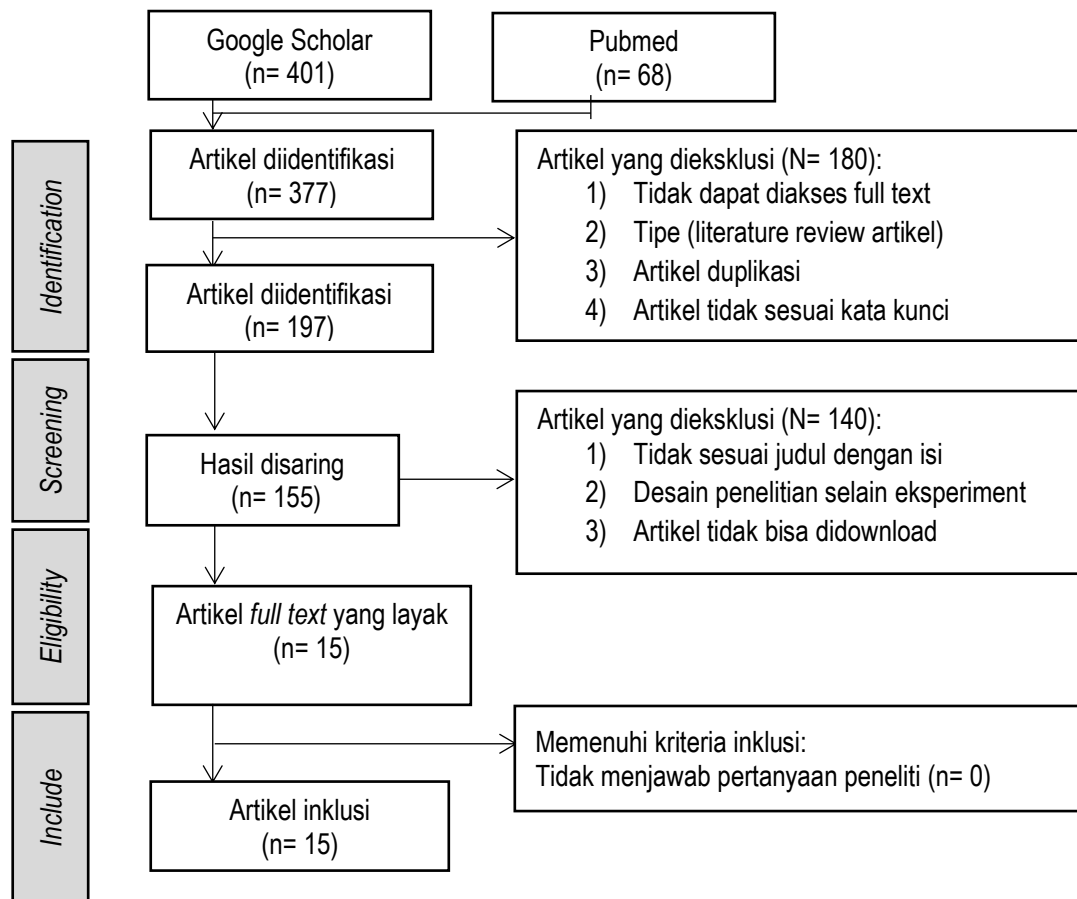 Google Scholar
(n= 401)
Pubmed
(n= 68)
Identification
Artikel diidentifikasi
(n= 377)
Artikel yang dieksklusi (N= 180):
1) Tidak dapat diakses full text
2) Tipe (literature review artikel)
3) Artikel duplikasi
4) Artikel tidak sesuai kata kunci
Artikel diidentifikasi
(n= 197)
Screening
Hasil disaring
(n= 155)
Artikel yang dieksklusi (N= 140):
1) Tidak sesuai judul dengan isi
2) Desain penelitian selain eksperiment
3) Artikel tidak bisa didownload
Eligibility
Artikel full text yang layak
(n= 15)
Include
Memenuhi kriteria inklusi:
Tidak menjawab pertanyaan peneliti (n= 0)
Artikel inklusi
(n= 15)